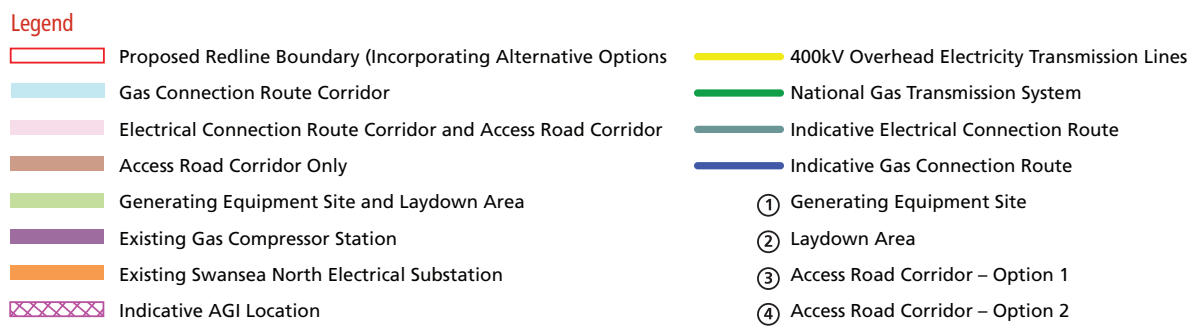 Legend
Proposed Redline Boundary (Incorporating Alternative Options
Gas Connection Route Corridor
Electrical Connection Route Corridor and Access Road Corridor
Access Road Corridor Only
Generating Equipment Site and Laydown Area
Existing Gas Compressor Station
Existing Swansea North Electrical Substation
Indicative AGI Location
400kV Overhead Electricity Transmission Lines
National Gas Transmission System
Indicative Electrical Connection Route
Indicative Gas Connection Route
1 Generating Equipment Site
2 Laydown Area
3 Access Road Corridor – Option 1
4 Access Road Corridor – Option 2